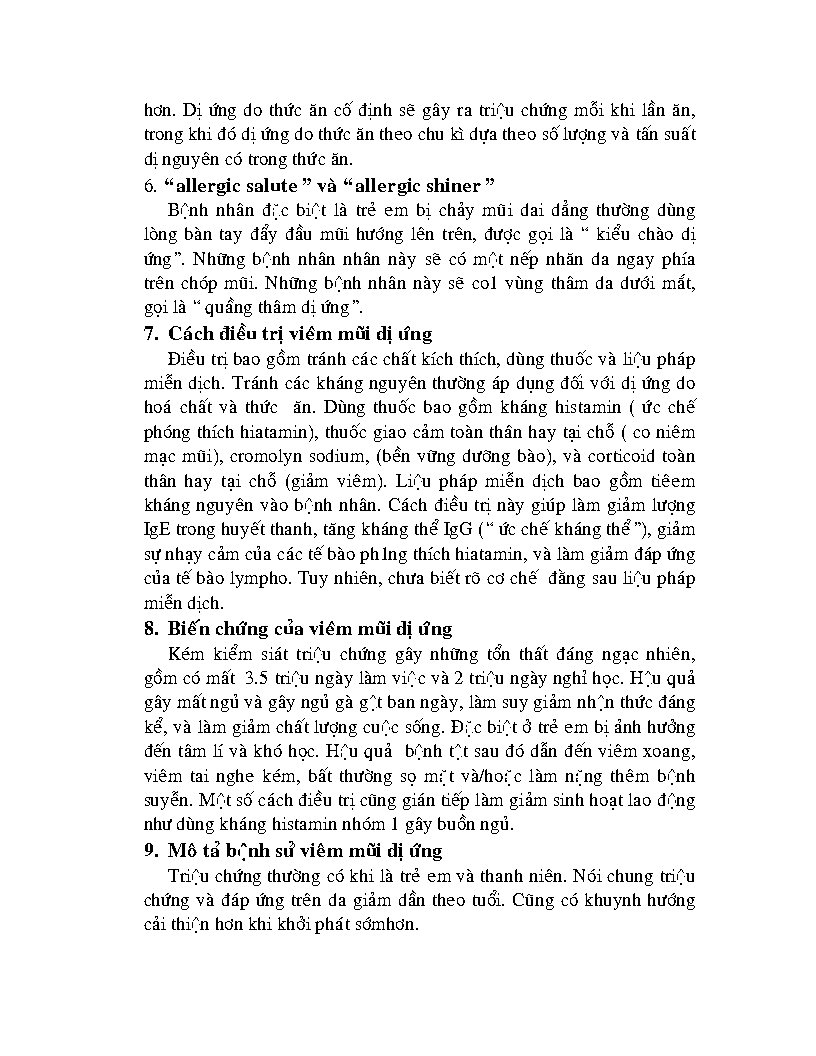 hơn. Dị ứng do thức ăn cố định sẽ gây ra triệu chứng mỗi khi lần ăn,
trong khi đó dị ứng do thức ăn theo chu kì dựa theo số lượng và tấn suất
dị nguyên có trong thức ăn.
6. “allergic salute ” và “allergic shiner ”
Bệnh nhân đặc biệt là trẻ em bị chảy mũi dai dẳng thường dùng
lòng bàn tay đẩy đầu mũi hướng lên trên, được gọi là “ kiểu chào dị
ứng”. Những bệnh nhân nhân này sẽ có một nếp nhăn da ngay phía
trên chóp mũi. Những bệnh nhân này sẽ co1 vùng thâm da dưới mắt,
gọi là “ quầng thâm dị ứng”.
7. Cách điều trị viêm mũi dị ứng
Điều trị bao gồm tránh các chất kích thích, dùng thuốc và liệu pháp
miễn dịch. Tránh các kháng nguyên thường áp dụng đối với dị ứng do
hoá chất và thức ăn. Dùng thuốc bao gồm kháng histamin ( ức chế
phóng thích hiatamin), thuốc giao cảm toàn thân hay tại chỗ ( co niêm
mạc mũi), cromolyn sodium, (bền vững dưỡng bào), và corticoid toàn
thân hay tại chỗ (giảm viêm). Liệu pháp miễn dịch bao gồm tiêem
kháng nguyên vào bệnh nhân. Cách điều trị này giúp làm giảm lượng
IgE trong huyết thanh, tăng kháng thể IgG (“ ức chế kháng thể”), giảm
sự nhạy cảm của các tế bào ph1ng thích hiatamin, và làm giảm đáp ứng
của tế bào lympho. Tuy nhiên, chưa biết rõ cơ chế đằng sau liệu pháp
miễn dịch.
8. Biến chứng của viêm mũi dị ứng
Kém kiểm siát triệu chứng gây những tổn thất đáng ngạc nhiên,
gồm có mất 3.5 triệu ngày làm việc và 2 triệu ngày nghỉ học. Hậu quả
gây mất ngủ và gây ngủ gà gật ban ngày, làm suy giảm nhận thức đáng
kể, và làm giảm chất lượng cuộc sống. Đặc biệt ở trẻ em bị ảnh hưởng
đến tâm lí và khó học. Hậu quả bệnh tật sau đó dẫn đến viêm xoang,
viêm tai nghe kém, bất thường sọ mặt và/hoặc làm nặng thêm bệnh
suyễn. Một số cách điều trị cũng gián tiếp làm giảm sinh hoạt lao động
như dùng kháng histamin nhóm 1 gây buồn ngủ.
9. Mô tả bệnh sử viêm mũi dị ứng
Triệu chứng thường có khi là trẻ em và thanh niên. Nói chung triệu
chứng và đáp ứng trên da giảm dần theo tuổi. Cũng có khuynh hướng
cải thiện hơn khi khởi phát sớmhơn.